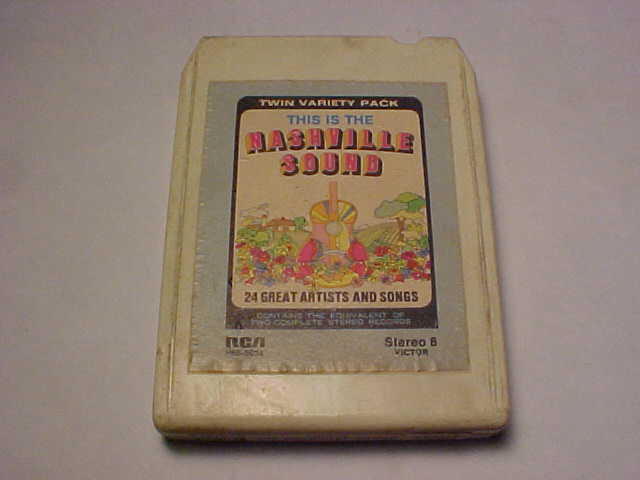 TWIN VARIETY PACK
THIS IS THE
NASHVILLE
SOUND
24 GREAT ARTISTS AND SONGS
CONTAINS THE EQUIVALENT OF
TWO COMPLETE STEREO RECORDS
RCA Stereo 8
VICTOR